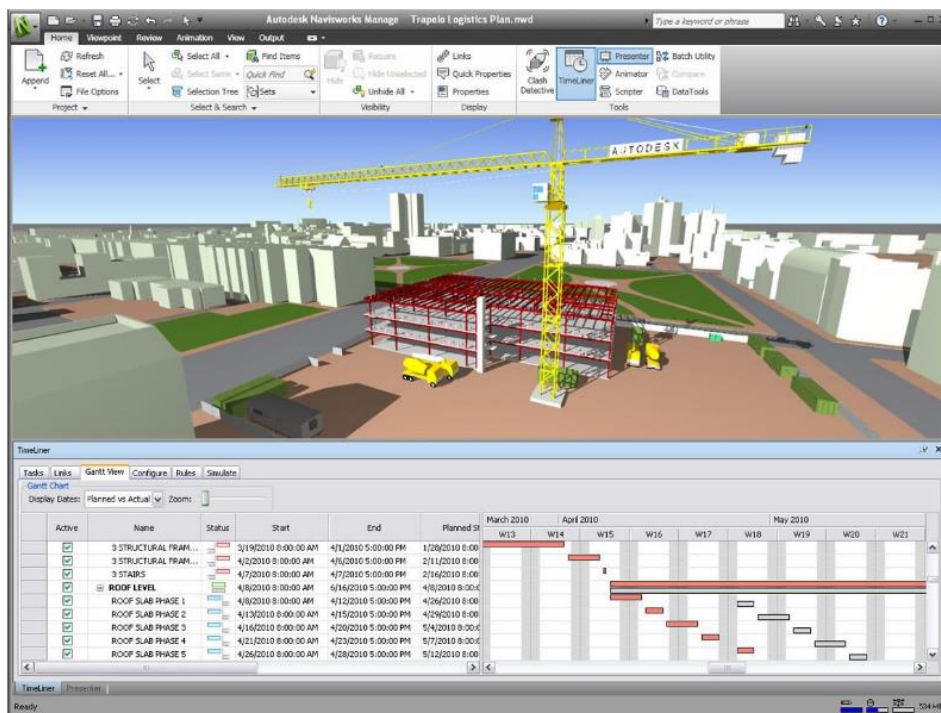 Autodesk Navisworks Manage Trapelo Logistics Plan.nwd
Type a keyword or phrase
Home Viewpoint Review Animation View Output
Append
Refresh
Reset All...
File Options
Project
Select
Select All
Select Same
Selection Tree
Find Items
Quick Find
Sets
Select & Search
Hide
Require
Hide Unselected
Unhide All
Visibility
Links
Quick Properties
Properties
Display
Clash Detective
TimeLiner
Presenter
Animator
Scripter
Batch Utility
Compare
DataTools
Tools
AUTODESK
TimeLiner
Tasks Links Gantt View Configure Rules Simulate
Gantt Chart
Display Dates: Planned vs Actual Zoom:
Active Name Status Start End Planned St
March 2010 April 2010 May 2010
W13 W14 W15 W16 W17 W18 W19 W20 W21
3 STRUCTURAL FRAM... 3/19/2010 8:00:00 AM 4/1/2010 5:00:00 PM 1/28/2010 8:00:
3 STRUCTURAL FRAM... 4/2/2010 8:00:00 AM 4/6/2010 5:00:00 PM 2/11/2010 8:00:
3 STAIRS 4/7/2010 8:00:00 AM 4/7/2010 5:00:00 PM 2/16/2010 8:00:
ROOF LEVEL 4/8/2010 8:00:00 AM 6/16/2010 5:00:00 PM 4/8/2010 8:00:0
ROOF SLAB PHASE 1 4/8/2010 8:00:00 AM 4/12/2010 5:00:00 PM 4/26/2010 8:00:
ROOF SLAB PHASE 2 4/13/2010 8:00:00 AM 4/15/2010 5:00:00 PM 4/29/2010 8:00:
ROOF SLAB PHASE 3 4/16/2010 8:00:00 AM 4/20/2010 5:00:00 PM 5/4/2010 8:00:0
ROOF SLAB PHASE 4 4/21/2010 8:00:00 AM 4/23/2010 5:00:00 PM 5/7/2010 8:00:0
ROOF SLAB PHASE 5 4/26/2010 8:00:00 AM 4/28/2010 5:00:00 PM 5/12/2010 8:00:
TimeLiner Presenter
Ready
534 MB